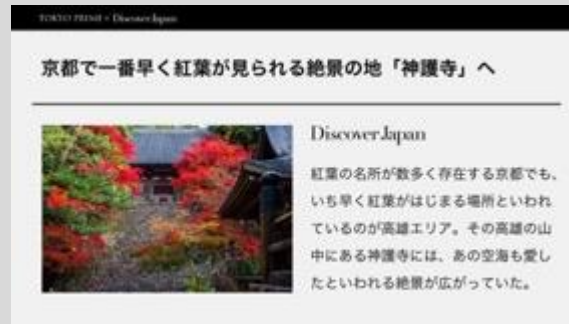 TOKYO PRIME × Discover Japan
京都で一番早く紅葉が見られる絶景の地「神護寺」へ
Discover Japan
紅葉の名所が数多く存在する京都でも、
いち早く紅葉がはじまる場所といわれ
ているのが高雄エリア。その高雄の山
中にある神護寺には、あの空海も愛し
たといわれる絶景が広がっていた。